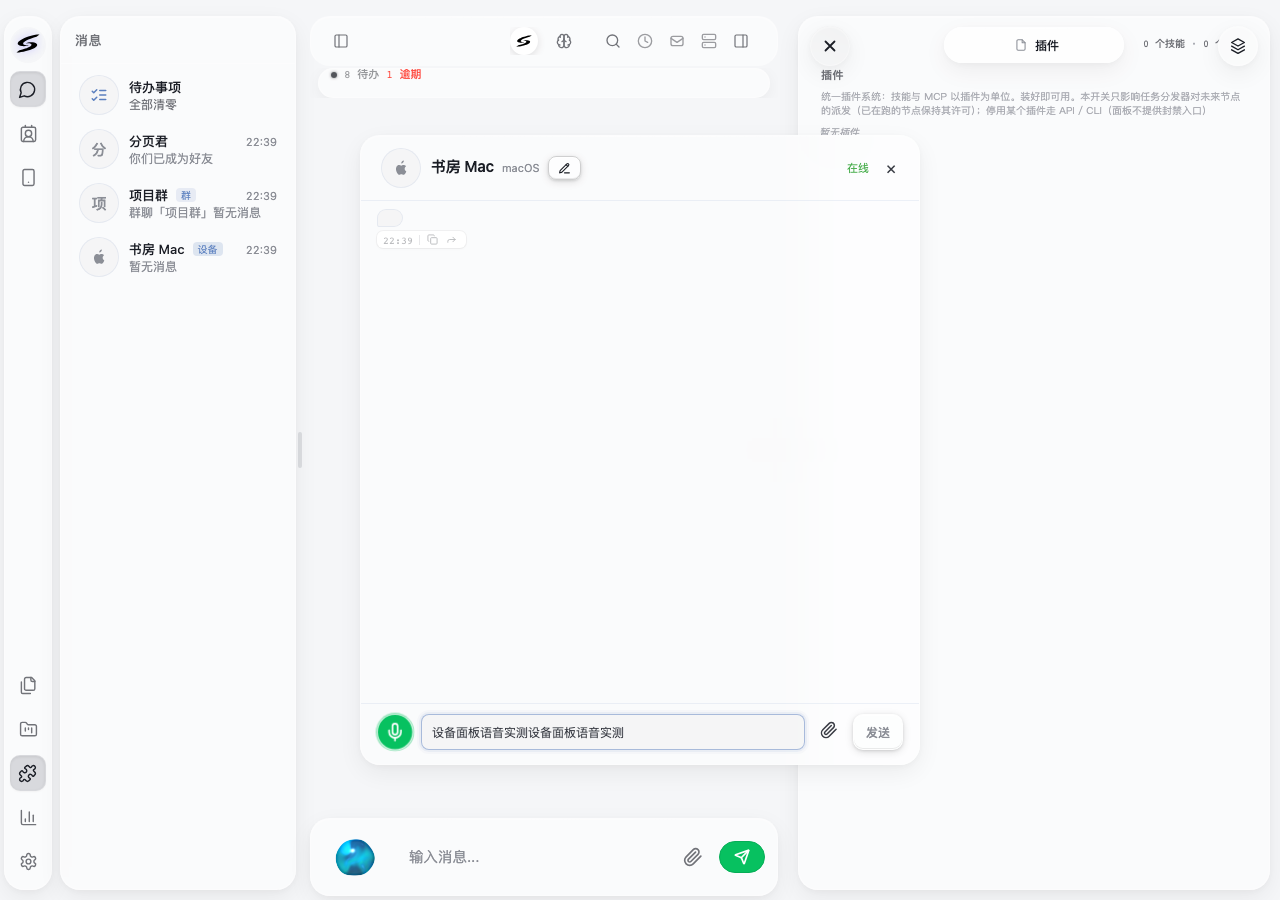 消息
待办事项
全部清零
分
分页君
22:39
你们已成为好友
项
项目群 群
22:39
群聊「项目群」暂无消息
书房 Mac 设备
22:39
暂无消息
8 待办 1 逾期
插件
0 个技能 · 0
插件
统一插件系统：技能与 MCP 以插件为单位。装好即可用。本开关只影响任务分发器对未来节点
的派发（已在跑的节点保持其许可）；停用某个插件走 API / CLI（面板不提供封禁入口）
暂无插件
书房 Mac macOS
在线
22:39
设备面板语音实测设备面板语音实测
发送
输入消息...